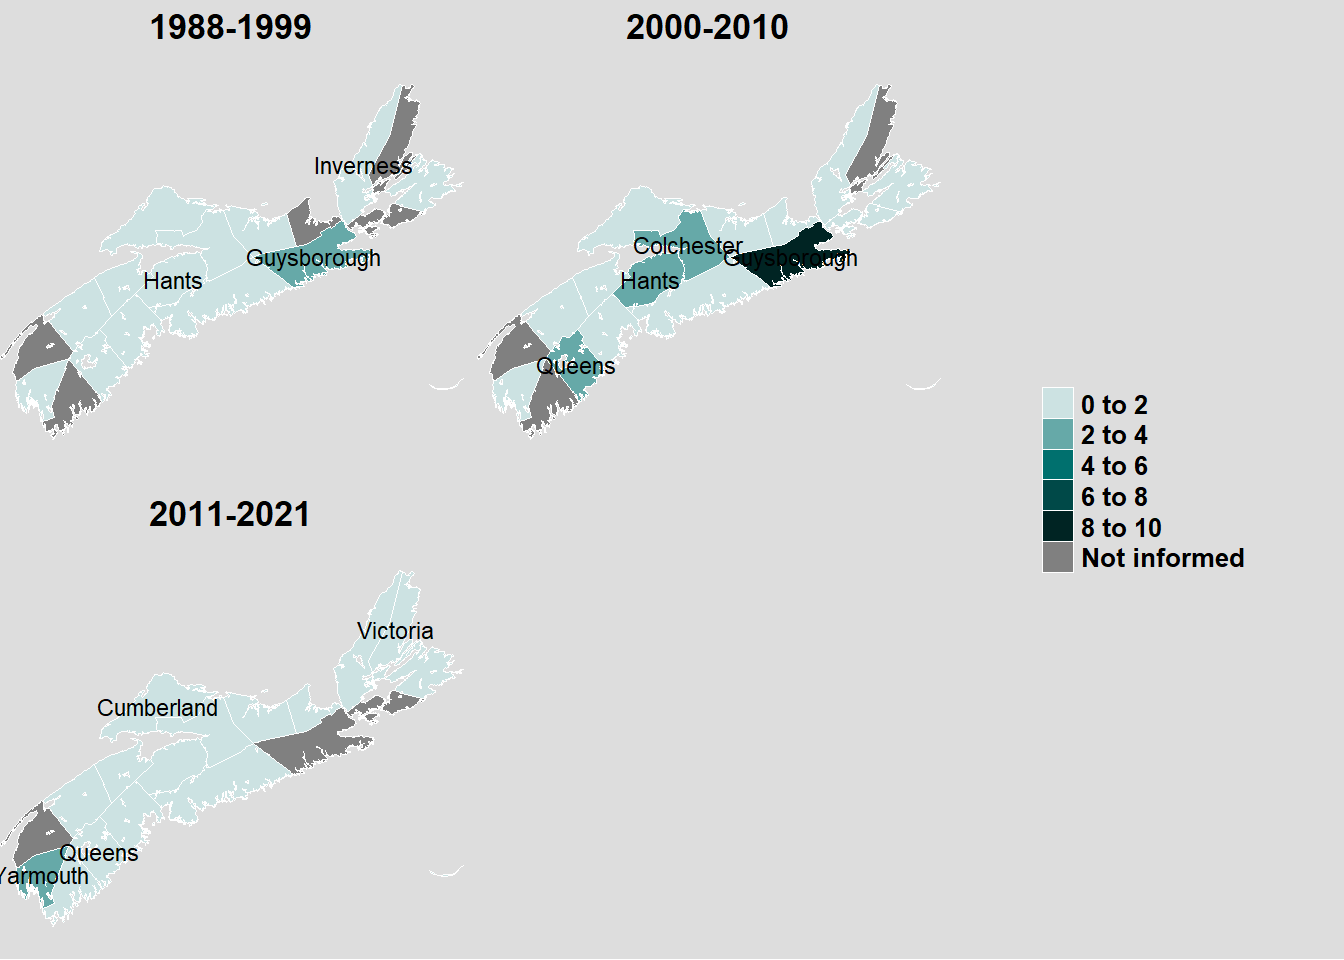 1988-1999
2000-2010
Inverness
Guysborough
Hants
Colchester
Guysborough
Hants
Queens
0 to 2
2 to 4
4 to 6
6 to 8
8 to 10
Not informed
2011-2021
Victoria
Cumberland
Queens
Yarmouth